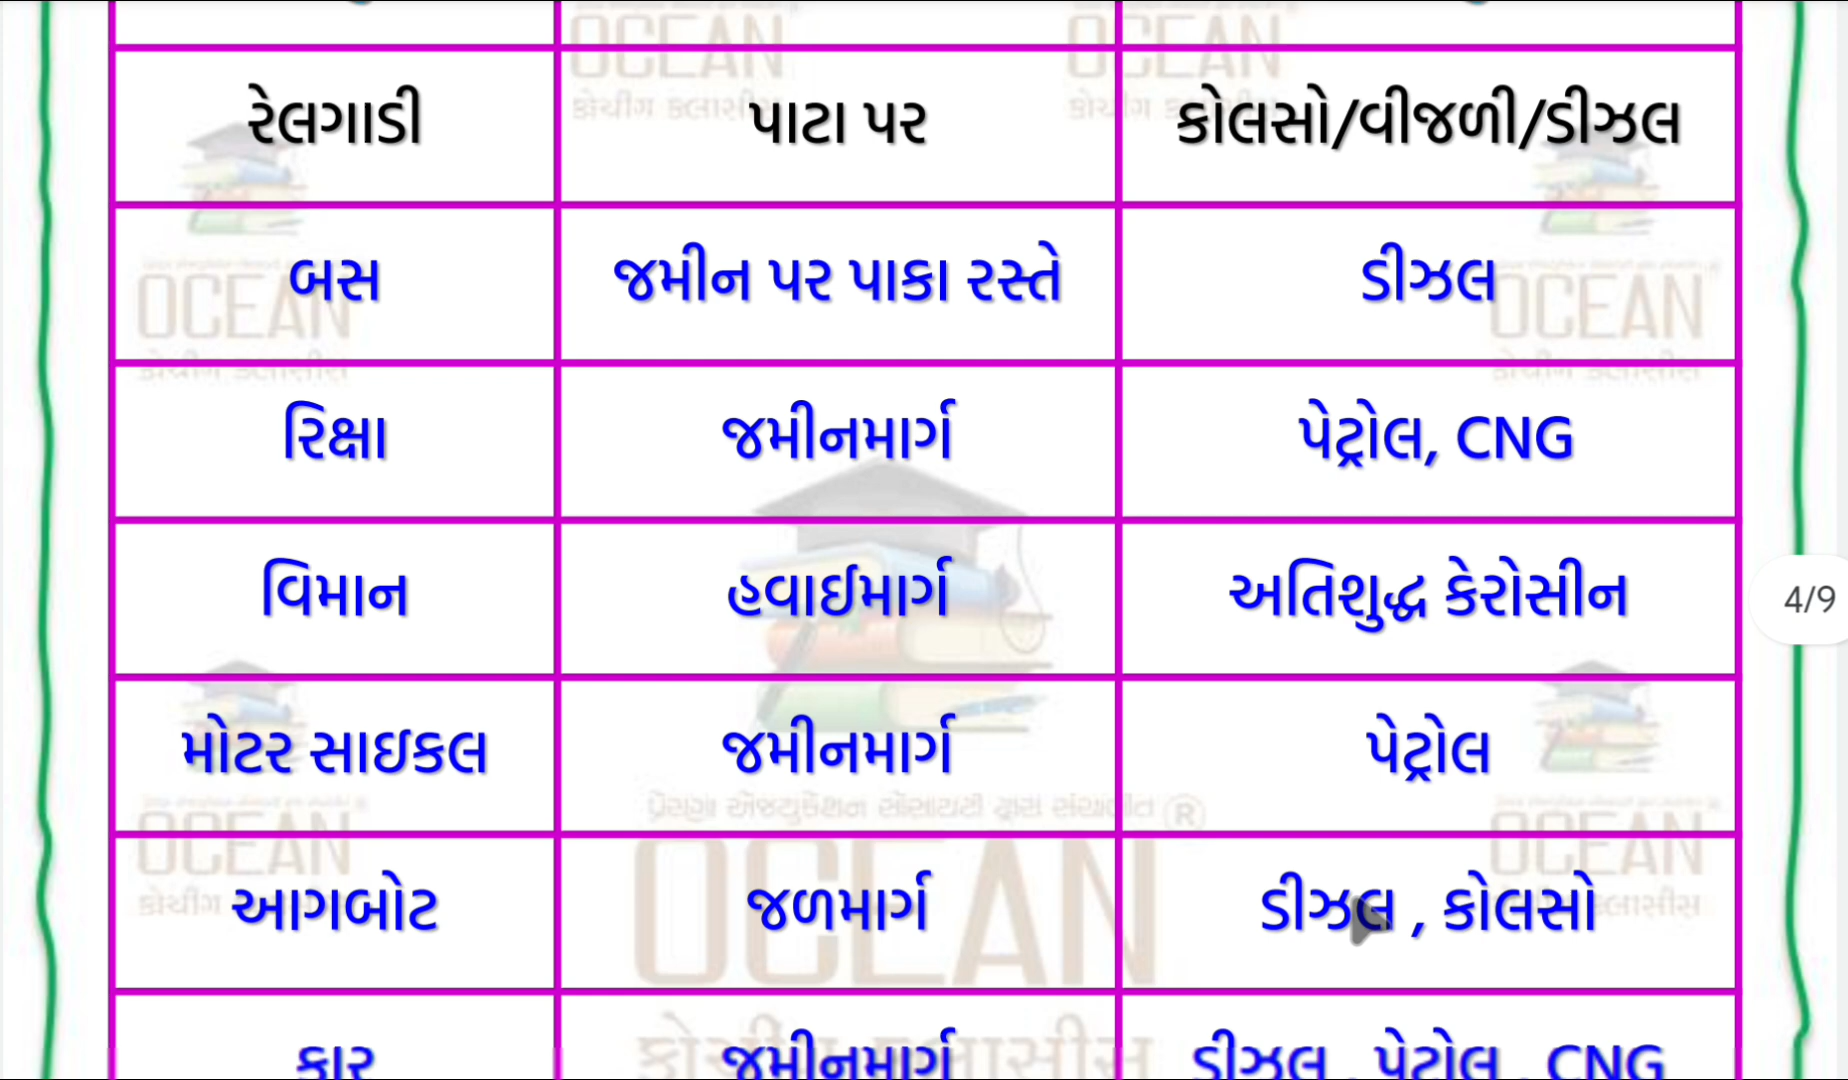 રેલગાડી પાટા પર કોલસો/વીજળી/ડીઝલ
બસ જમીન પર પાકા રસ્તે ડીઝલ
રિક્ષા જમીનમાર્ગ પેટ્રોલ, CNG
વિમાન હવાઈમાર્ગ અતિશુદ્ધ કેરોસીન
4/9
મોટર સાઇકલ જમીનમાર્ગ પેટ્રોલ
આગબોટ જળમાર્ગ ડીઝલ , કોલસો
કાર જમીનમાર્ગ ડીઝલ , પેટ્રોલ , CNG
OCEAN
કોચીંગ ક્લાસીસ